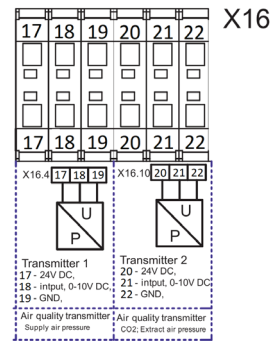 X16
17 18 19 20 21 22
17 18 19 20 21 22
X16.4 17 18 19
X16.10 20 21 22
U
P
U
P
Transmitter 1
17 - 24V DC,
18 - intput, 0-10V DC,
19 - GND,
Transmitter 2
20 - 24V DC,
21 - intput, 0-10V DC,
22 - GND,
Air quality transmitter
Supply air pressure
Air quality transmitter
CO2; Extract air pressure